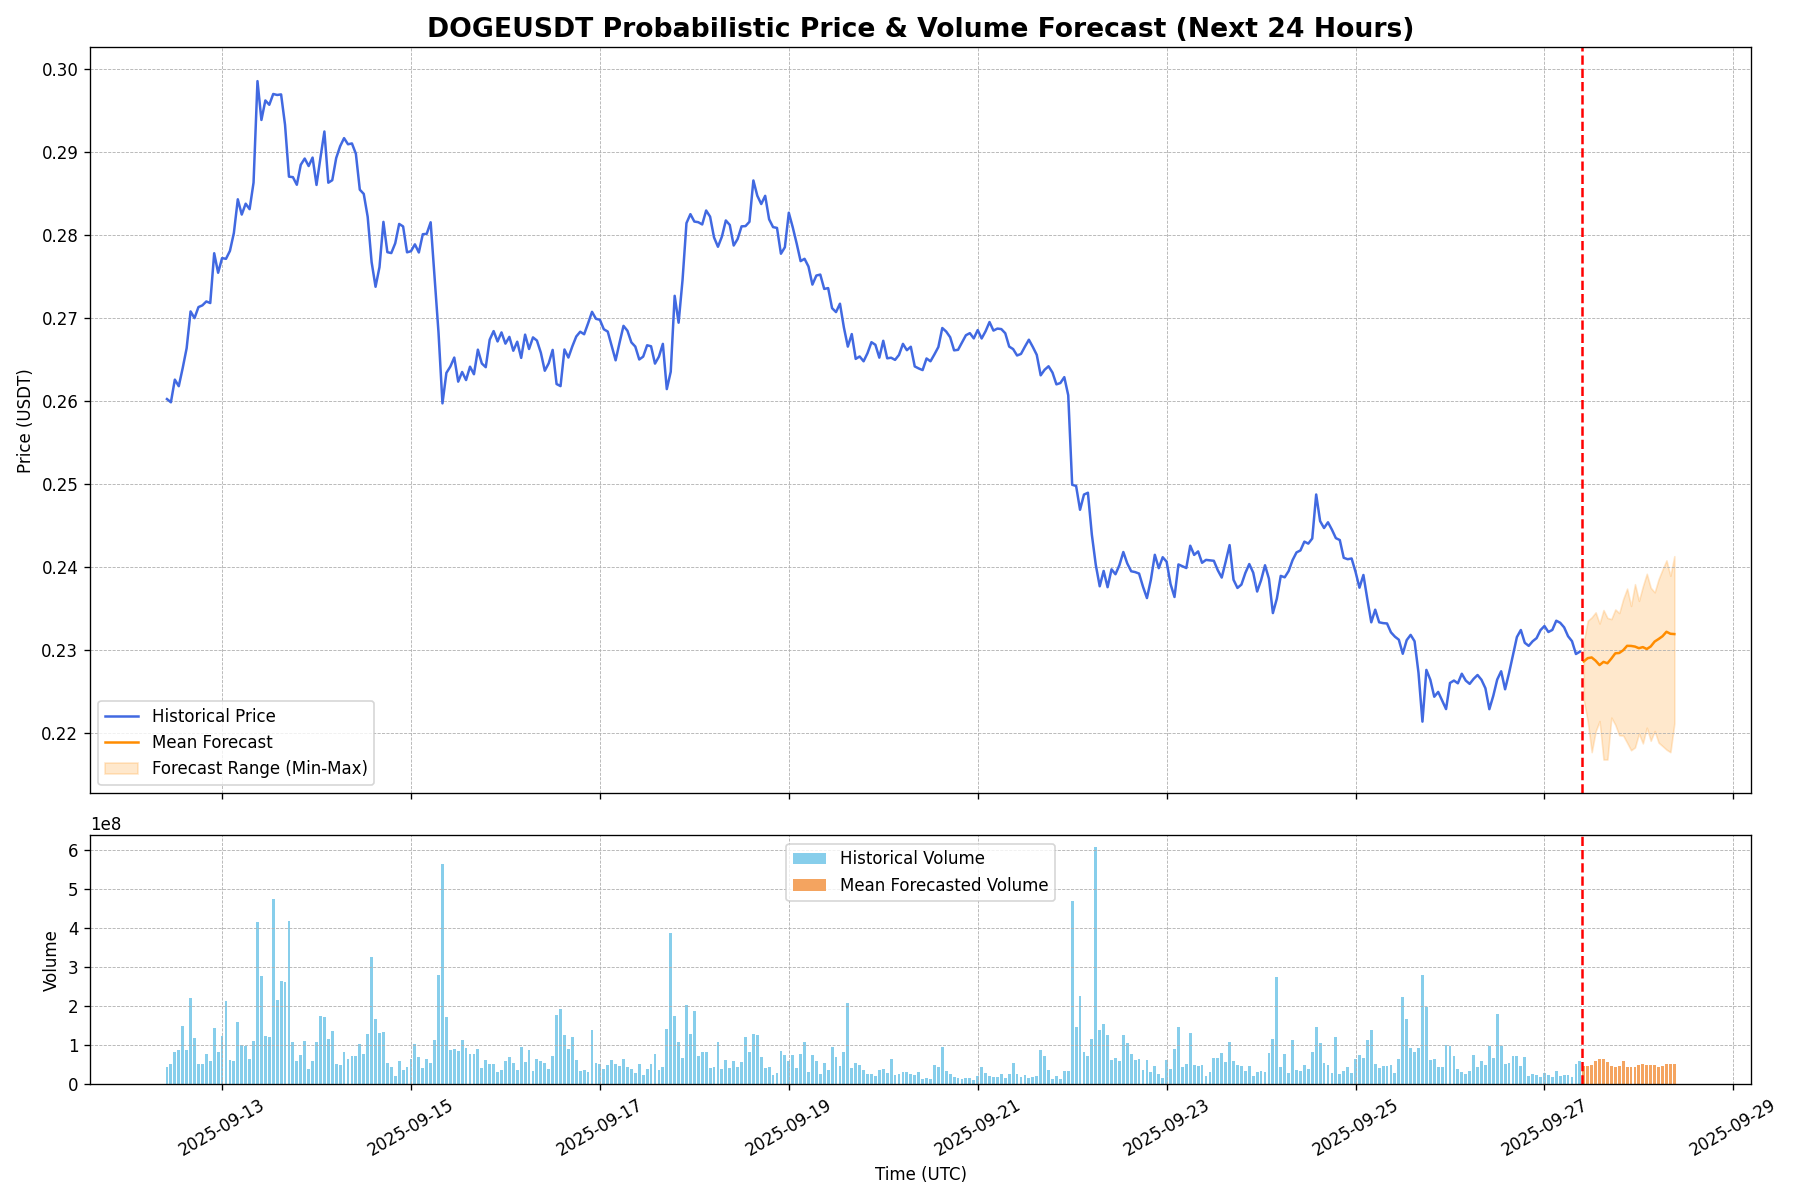 DOGEUSDT Probabilistic Price & Volume Forecast (Next 24 Hours)
0.30
0.29
0.28
0.27
0.26
0.25
0.24
0.23
0.22
Price (USDT)
Historical Price
Mean Forecast
Forecast Range (Min-Max)
1e8
6
5
4
3
2
1
0
Volume
Historical Volume
Mean Forecasted Volume
2025-09-13
2025-09-15
2025-09-17
2025-09-19
2025-09-21
2025-09-23
2025-09-25
2025-09-27
2025-09-29
Time (UTC)